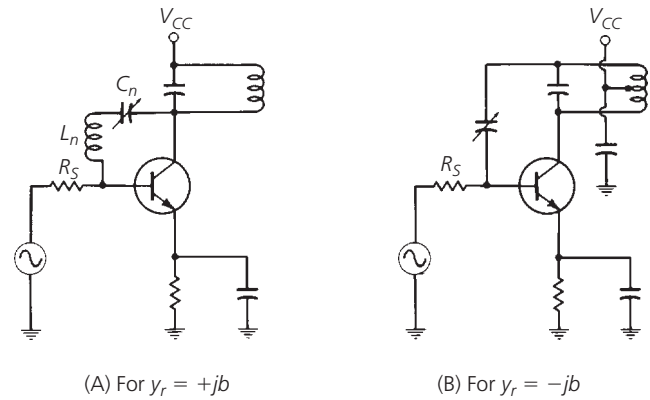 V_CC
C_n
L_n
R_S
(A) For y_r = +jb
V_CC
R_S
(B) For y_r = −jb